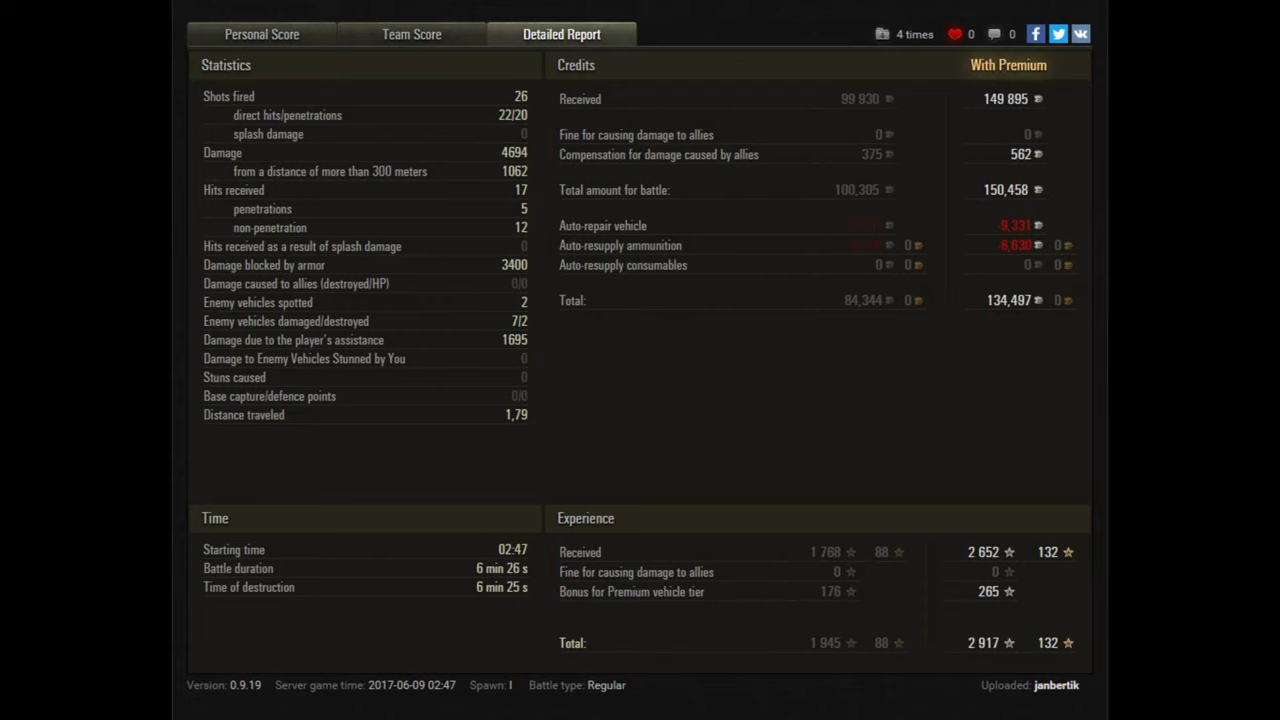 Personal Score Team Score Detailed Report 4 times 0 0
Statistics
Shots fired 26
direct hits/penetrations 22/20
splash damage 0
Damage 4694
from a distance of more than 300 meters 1062
Hits received 17
penetrations 5
non-penetration 12
Hits received as a result of splash damage 0
Damage blocked by armor 3400
Damage caused to allies (destroyed/HP) 0/0
Enemy vehicles spotted 2
Enemy vehicles damaged/destroyed 7/2
Damage due to the player's assistance 1695
Damage to Enemy Vehicles Stunned by You 0
Stuns caused 0
Base capture/defence points 0/0
Distance traveled 1,79
Credits With Premium
Received 99 930 149 895
Fine for causing damage to allies 0 0
Compensation for damage caused by allies 375 562
Total amount for battle: 100,305 150,458
Auto-repair vehicle -9,331
Auto-resupply ammunition 0 -6,630 0
Auto-resupply consumables 0 0 0 0
Total: 84,344 0 134,497 0
Time
Starting time 02:47
Battle duration 6 min 26 s
Time of destruction 6 min 25 s
Experience
Received 1 768 88 2 652 132
Fine for causing damage to allies 0 0
Bonus for Premium vehicle tier 176 265
Total: 1 945 88 2 917 132
Version: 0.9.19 Server game time: 2017-06-09 02:47 Spawn: I Battle type: Regular Uploaded: janbertik